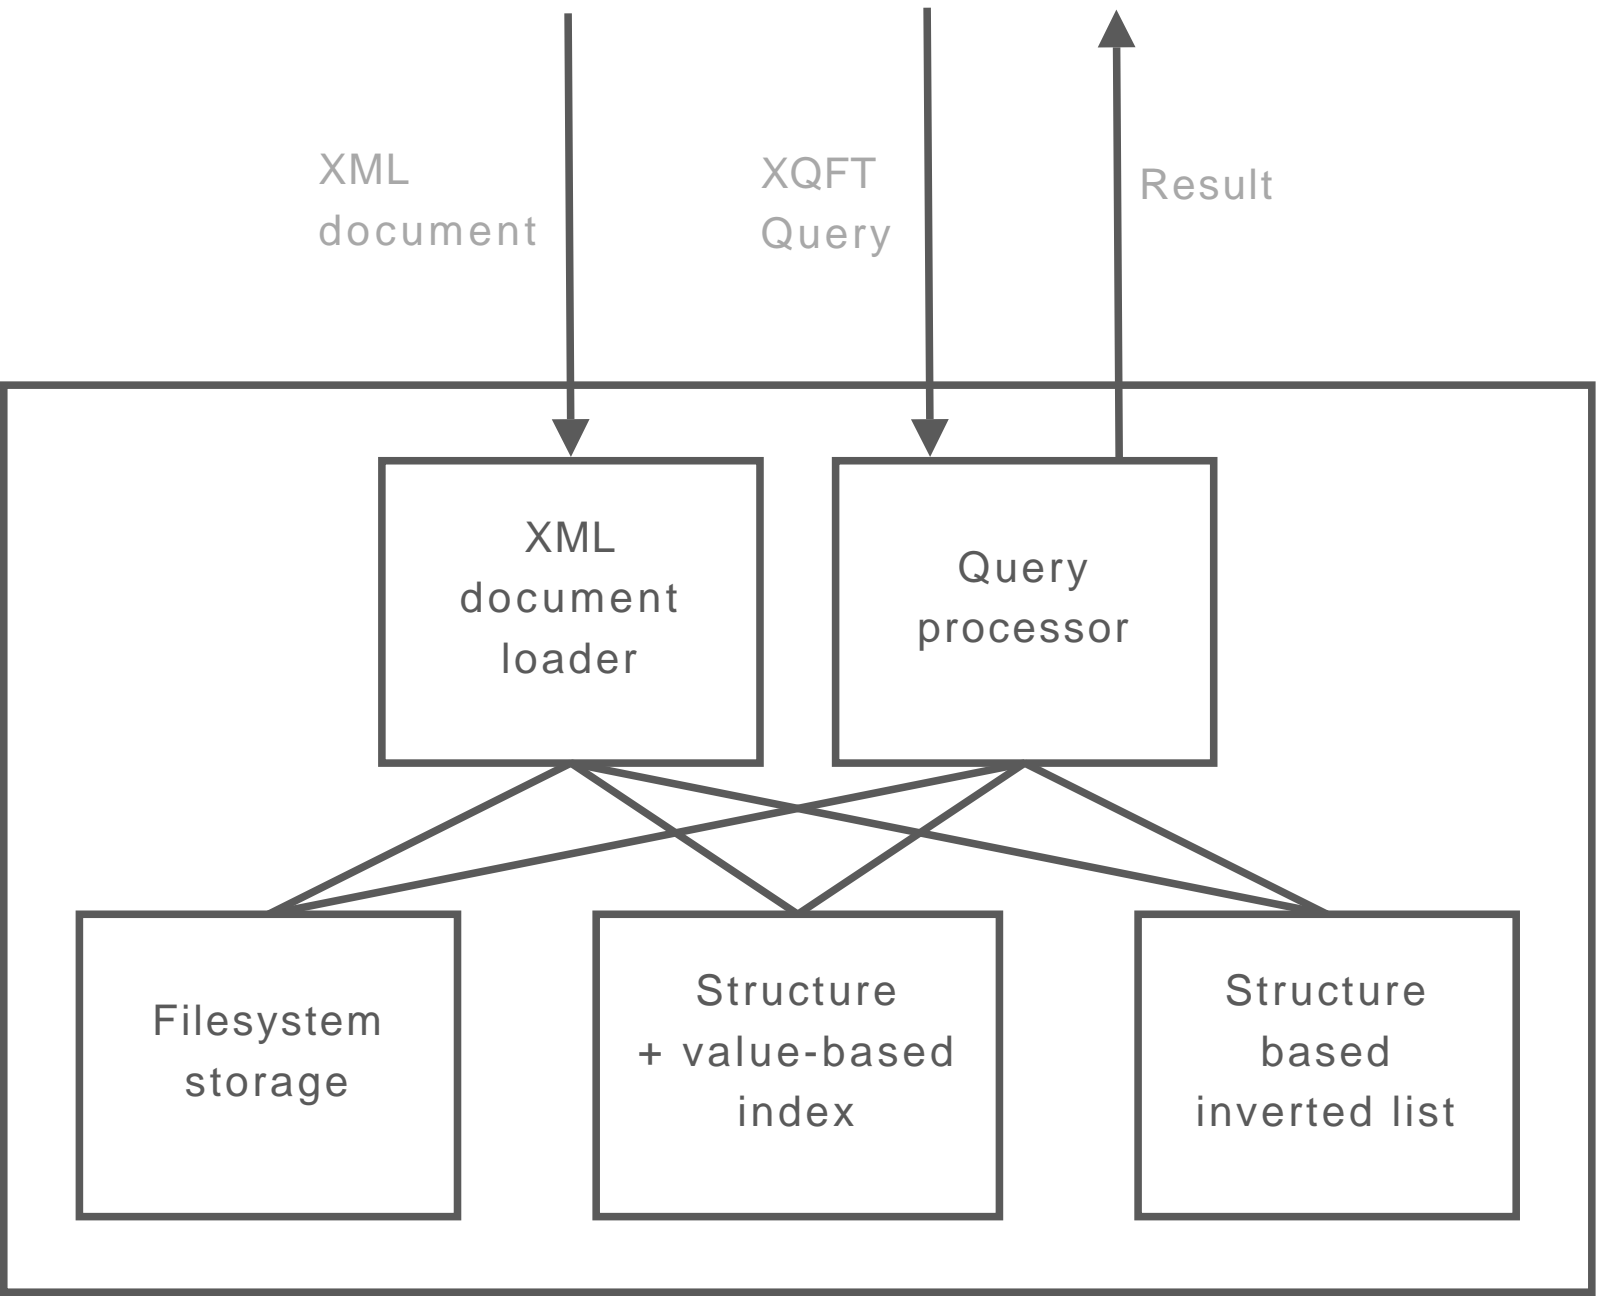 XML
document
XQFT
Query
Result
XML
document
loader
Query
processor
Filesystem
storage
Structure
+ value-based
index
Structure
based
inverted list